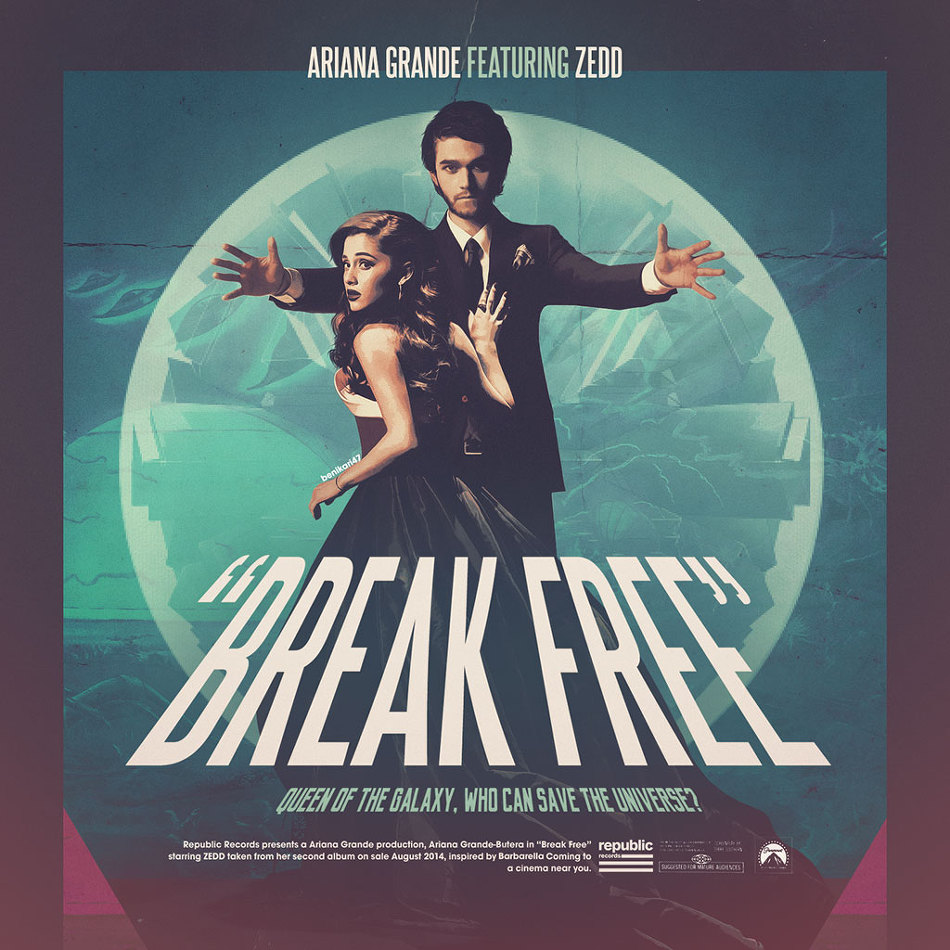 ARIANA GRANDE FEATURING ZEDD
benikari47
“BREAK FREE”
QUEEN OF THE GALAXY, WHO CAN SAVE THE UNIVERSE?
Republic Records presents a Ariana Grande production, Ariana Grande-Butera in “Break Free”
starring ZEDD taken from her second album on sale August 2014, inspired by Barbarella Coming to
a cinema near you.
republic
records
SUGGESTED FOR MATURE AUDIENCES
Paramount